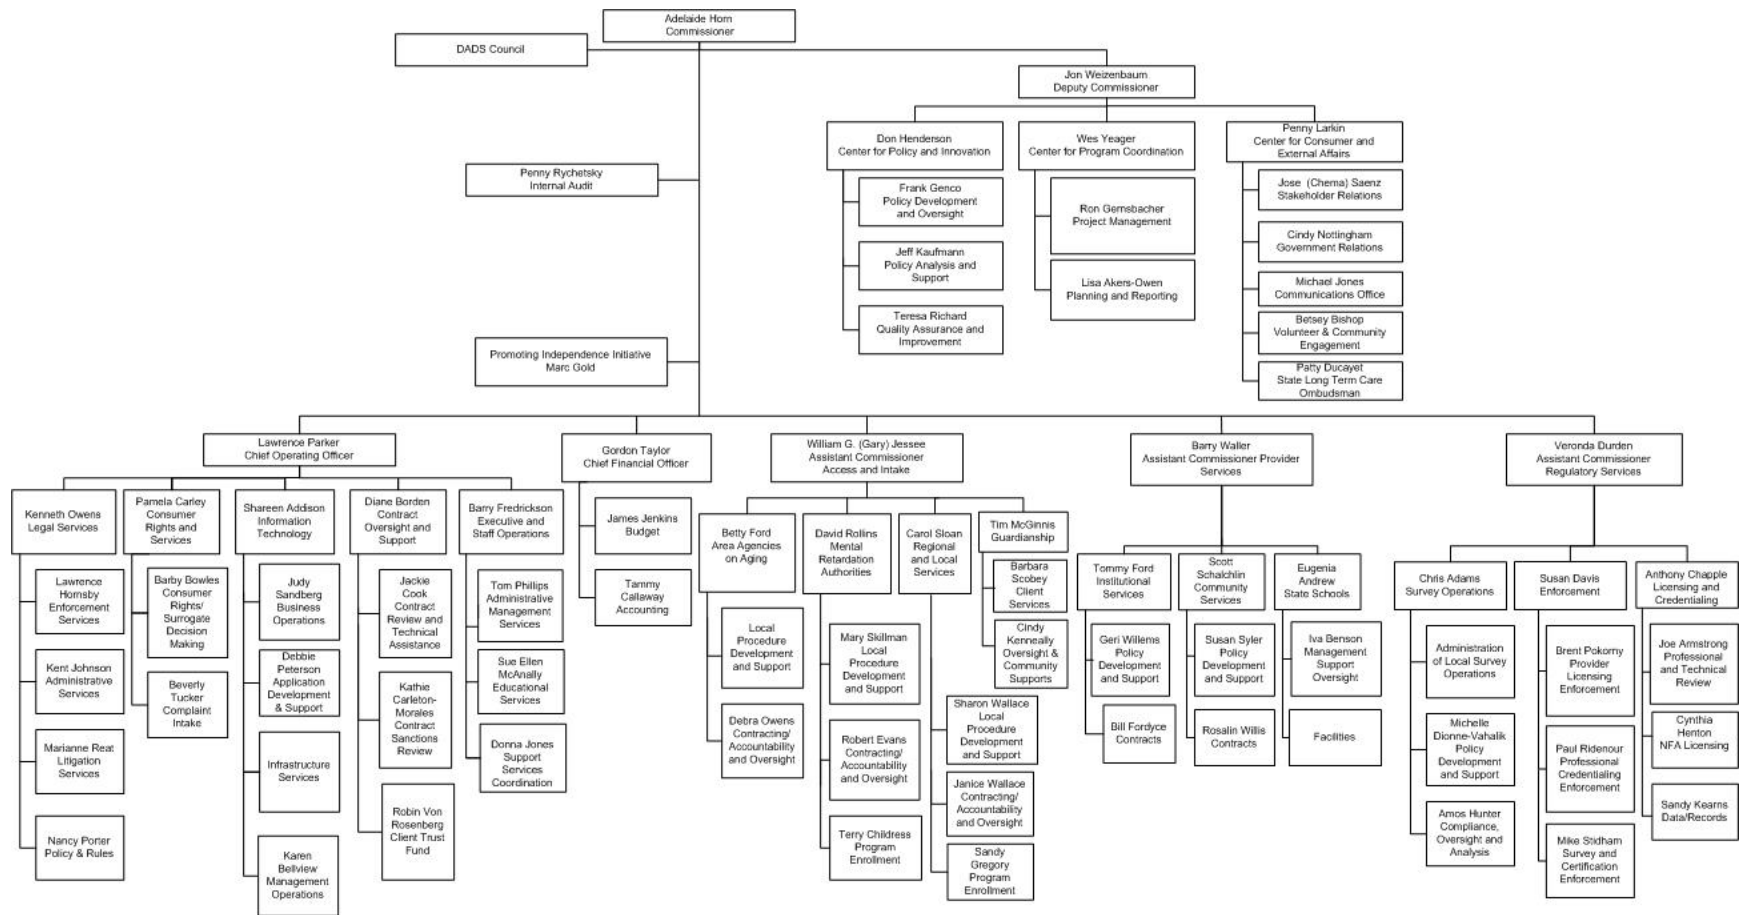 Adelaide Horn
Commissioner
DADS Council
Jon Weizenbaum
Deputy Commissioner
Don Henderson
Center for Policy and Innovation
Wes Yeager
Center for Program Coordination
Penny Larkin
Center for Consumer and
External Affairs
Penny Rychetsky
Internal Audit
Frank Genco
Policy Development
and Oversight
Jeff Kaufmann
Policy Analysis and
Support
Teresa Richard
Quality Assurance and
Improvement
Ron Gernsbacher
Project Management
Lisa Akers-Owen
Planning and Reporting
Jose (Chema) Saenz
Stakeholder Relations
Cindy Nottingham
Government Relations
Michael Jones
Communications Office
Betsey Bishop
Volunteer & Community
Engagement
Patty Ducayet
State Long Term Care
Ombudsman
Promoting Independence Initiative
Marc Gold
Lawrence Parker
Chief Operating Officer
Gordon Taylor
Chief Financial Officer
William G. (Gary) Jessee
Assistant Commissioner
Access and Intake
Barry Waller
Assistant Commissioner Provider
Services
Veronda Durden
Assistant Commissioner
Regulatory Services
Kenneth Owens
Legal Services
Lawrence
Hornsby
Enforcement
Services
Kent Johnson
Administrative
Services
Marianne Reat
Litigation
Services
Nancy Porter
Policy & Rules
Pamela Carley
Consumer
Rights and
Services
Barby Bowles
Consumer
Rights/
Surrogate
Decision
Making
Beverly
Tucker
Complaint
Intake
Shareen Addison
Information
Technology
Judy
Sandberg
Business
Operations
Debbie
Peterson
Application
Development
& Support
Infrastructure
Services
Karen
Bellview
Management
Operations
Diane Borden
Contract
Oversight and
Support
Jackie
Cook
Contract
Review and
Technical
Assistance
Kathie
Carleton-
Morales
Contract
Sanctions
Review
Robin Von
Rosenberg
Client Trust
Fund
Barry Fredrickson
Executive and
Staff Operations
Tom Phillips
Administrative
Management
Services
Sue Ellen
McAnally
Educational
Services
Donna Jones
Support
Services
Coordination
James Jenkins
Budget
Tammy
Callaway
Accounting
Betty Ford
Area Agencies
on Aging
Local
Procedure
Development
and Support
Debra Owens
Contracting/
Accountability
and Oversight
David Rollins
Mental
Retardation
Authorities
Mary Skillman
Local
Procedure
Development
and Support
Robert Evans
Contracting/
Accountability
and Oversight
Terry Childress
Program
Enrollment
Carol Sloan
Regional
and Local
Services
Sharon Wallace
Local
Procedure
Development
and Support
Janice Wallace
Contracting/
Accountability
and Oversight
Sandy
Gregory
Program
Enrollment
Tim McGinnis
Guardianship
Barbara
Scobey
Client
Services
Cindy
Kenneally
Oversight &
Community
Supports
Tommy Ford
Institutional
Services
Geri Willems
Policy
Development
and Support
Bill Fordyce
Contracts
Scott
Schalchlin
Community
Services
Susan Syler
Policy
Development
and Support
Rosalin Willis
Contracts
Eugenia
Andrew
State Schools
Iva Benson
Management
Support
Oversight
Facilities
Chris Adams
Survey Operations
Administration
of Local Survey
Operations
Michelle
Dionne-Vahalik
Policy
Development
and Support
Amos Hunter
Compliance,
Oversight and
Analysis
Susan Davis
Enforcement
Brent Pokorny
Provider
Licensing
Enforcement
Paul Ridenour
Professional
Credentialing
Enforcement
Mike Stidham
Survey and
Certification
Enforcement
Anthony Chapple
Licensing and
Credentialing
Joe Armstrong
Professional
and Technical
Review
Cynthia
Henton
NFA Licensing
Sandy Kearns
Data/Records